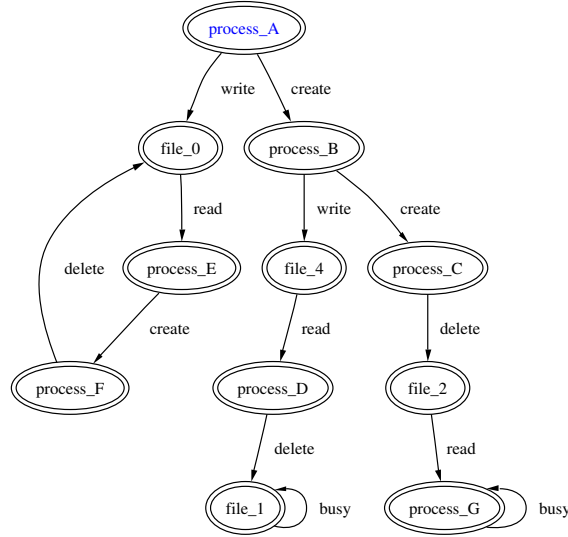 process_A
write
create
file_0
process_B
read
write
create
delete
process_E
file_4
process_C
create
read
delete
process_F
process_D
file_2
delete
read
file_1
busy
process_G
busy